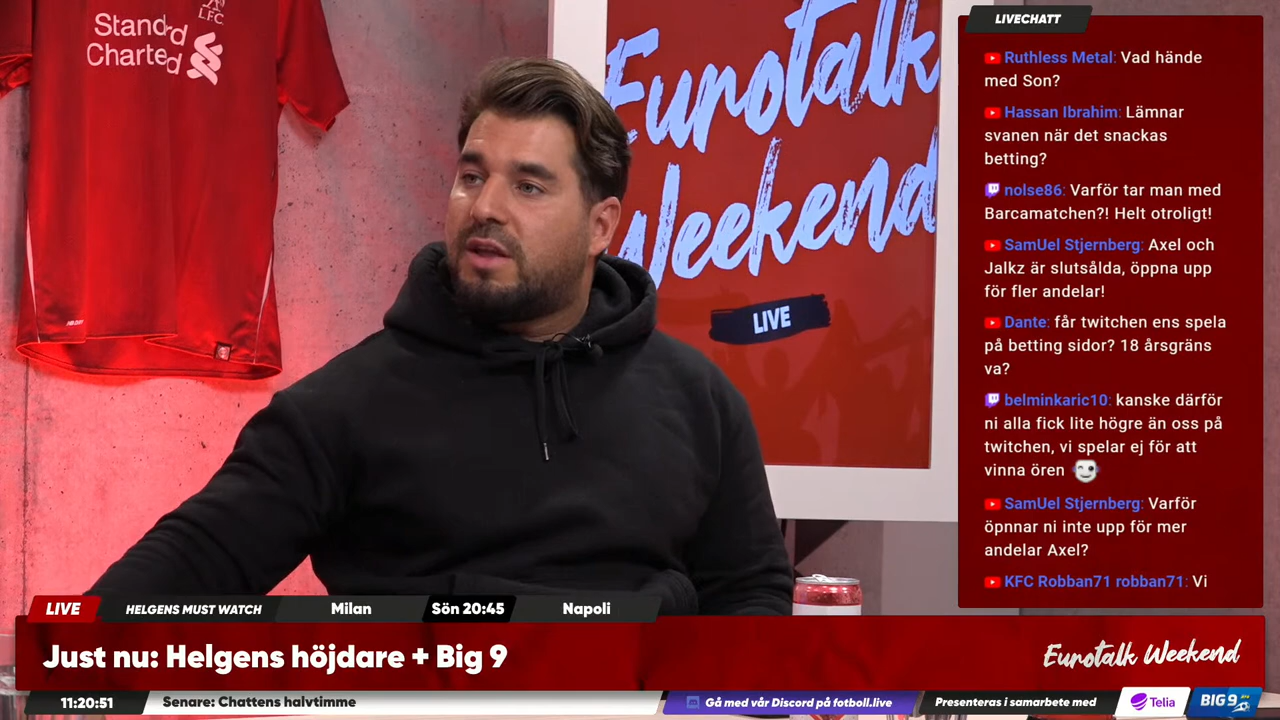 Standard
Chartered
LFC
Eurotalk
Weekend
LIVE
LIVECHATT
Ruthless Metal: Vad hände
med Son?
Hassan Ibrahim: Lämnar
svanen när det snackas
betting?
nolse86: Varför tar man med
Barcamatchen?! Helt otroligt!
SamUel Stjernberg: Axel och
Jalkz är slutsålda, öppna upp
för fler andelar!
Dante: får twitchen ens spela
på betting sidor? 18 årsgräns
va?
belminkaric10: kanske därför
ni alla fick lite högre än oss på
twitchen, vi spelar ej för att
vinna ören
SamUel Stjernberg: Varför
öpnnar ni inte upp för mer
andelar Axel?
KFC Robban71 robban71: Vi
LIVE HELGENS MUST WATCH Milan Sön 20:45 Napoli
Just nu: Helgens höjdare + Big 9
Eurotalk Weekend
11:20:51 Senare: Chattens halvtimme Gå med vår Discord på fotboll.live Presenteras i samarbete med Telia BIG9